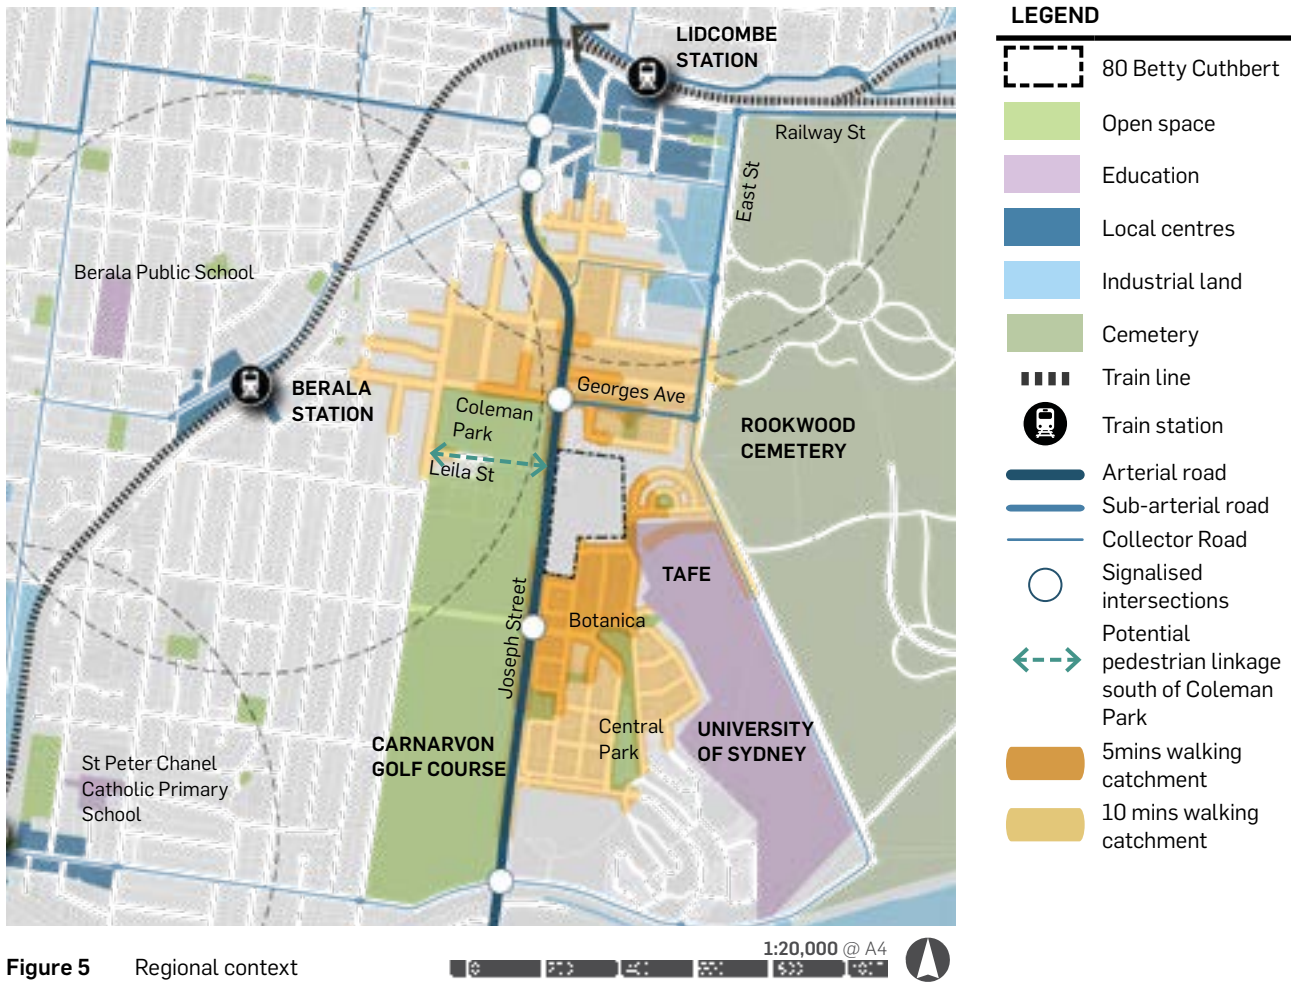 LIDCOMBE
STATION
Railway St
East St
Berala Public School
BERALA
STATION
Georges Ave
Coleman
Park
ROOKWOOD
CEMETERY
Leila St
TAFE
Joseph Street
Botanica
Central
Park
UNIVERSITY
OF SYDNEY
CARNARVON
GOLF COURSE
St Peter Chanel
Catholic Primary
School
LEGEND
80 Betty Cuthbert
Open space
Education
Local centres
Industrial land
Cemetery
Train line
Train station
Arterial road
Sub-arterial road
Collector Road
Signalised
intersections
Potential
pedestrian linkage
south of Coleman
Park
5mins walking
catchment
10 mins walking
catchment
Figure 5 Regional context
1:20,000 @ A4
0